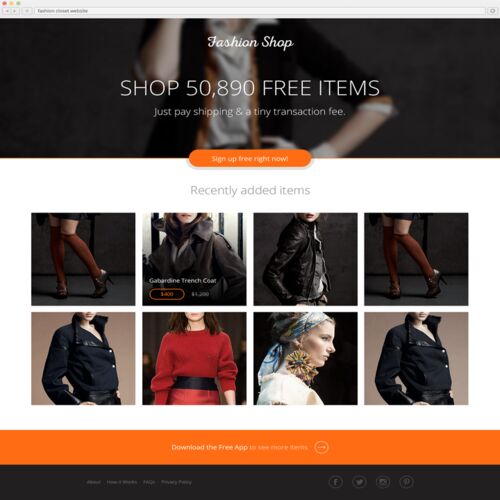 fashion closet website
Fashion Shop
SHOP 50,890 FREE ITEMS
Just pay shipping & a tiny transaction fee.
Sign up free right now!
Recently added items
Gabardine Trench Coat
$400 $1,200
Download the Free App to see more items
About How it Works FAQs Privacy Policy